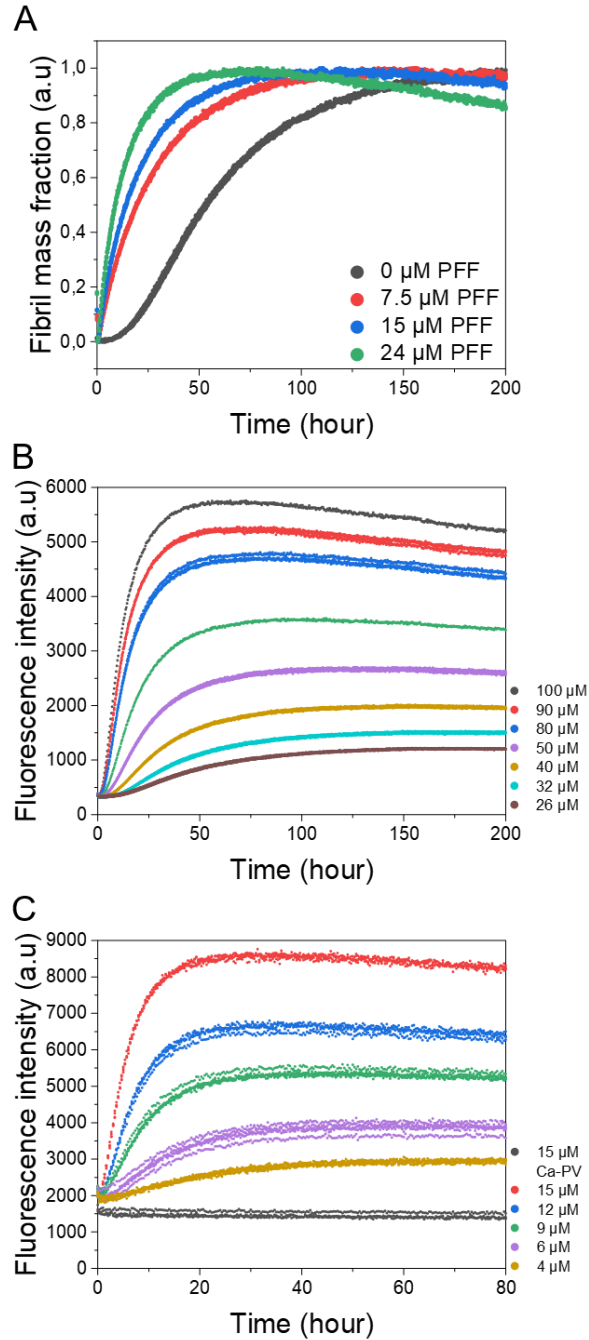 A
Fibril mass fraction (a.u)
1,0
0,8
0,6
0,4
0,2
0,0
0 µM PFF
7.5 µM PFF
15 µM PFF
24 µM PFF
0
50
100
150
200
Time (hour)
B
Fluorescence intensity (a.u)
6000
5000
4000
3000
2000
1000
0
100 µM
90 µM
80 µM
50 µM
40 µM
32 µM
26 µM
0
50
100
150
200
Time (hour)
C
Fluorescence intensity (a.u)
9000
8000
7000
6000
5000
4000
3000
2000
1000
0
15 µM
Ca-PV
15 µM
12 µM
9 µM
6 µM
4 µM
0
20
40
60
80
Time (hour)